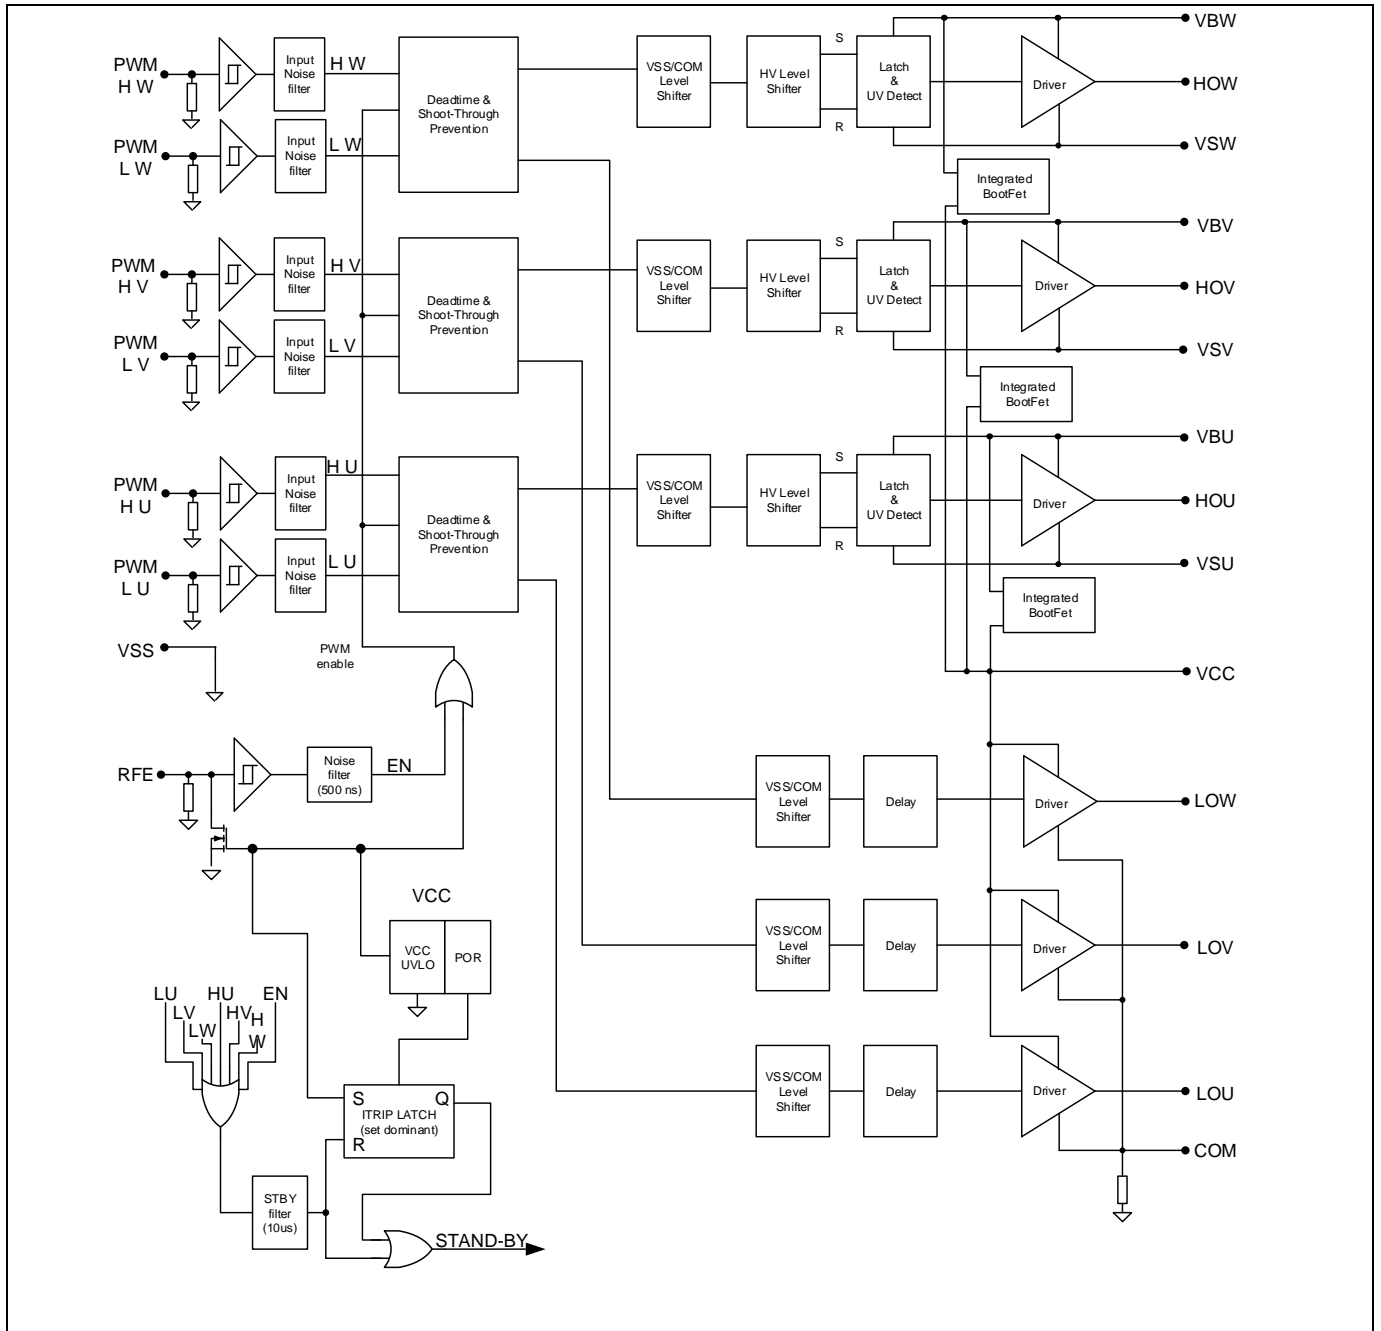 PWM
H W
Input
Noise
filter
H W
Deadtime &
Shoot-Through
Prevention
VSS/COM
Level
Shifter
HV Level
Shifter
S
R
Latch
&
UV Detect
Driver
VBW
HOW
VSW
PWM
L W
Input
Noise
filter
L W
Integrated
BootFet
PWM
H V
Input
Noise
filter
H V
Deadtime &
Shoot-Through
Prevention
VSS/COM
Level
Shifter
HV Level
Shifter
S
R
Latch
&
UV Detect
Driver
VBV
HOV
VSV
PWM
L V
Input
Noise
filter
L V
Integrated
BootFet
PWM
H U
Input
Noise
filter
H U
Deadtime &
Shoot-Through
Prevention
VSS/COM
Level
Shifter
HV Level
Shifter
S
R
Latch
&
UV Detect
Driver
VBU
HOU
VSU
PWM
L U
Input
Noise
filter
L U
Integrated
BootFet
VSS
PWM
enable
VCC
RFE
Noise
filter
(500 ns)
EN
VSS/COM
Level
Shifter
Delay
Driver
LOW
VCC
VCC
UVLO
POR
VSS/COM
Level
Shifter
Delay
Driver
LOV
LU
LV
LW
HU
HV
H
W
EN
S
Q
ITRIP LATCH
(set dominant)
R
VSS/COM
Level
Shifter
Delay
Driver
LOU
COM
STBY
filter
(10us)
STAND-BY